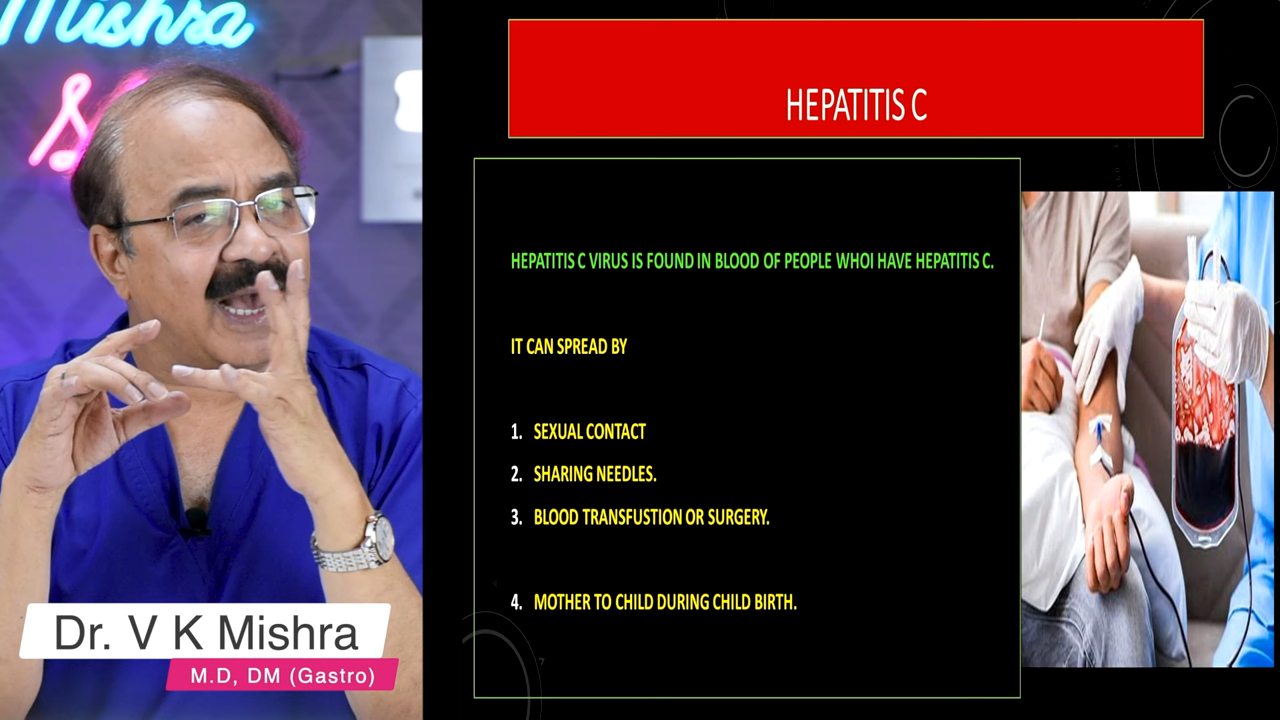 Mishra
HEPATITIS C
HEPATITIS C VIRUS IS FOUND IN BLOOD OF PEOPLE WHOI HAVE HEPATITIS C.
IT CAN SPREAD BY
1. SEXUAL CONTACT
2. SHARING NEEDLES.
3. BLOOD TRANSFUSTION OR SURGERY.
4. MOTHER TO CHILD DURING CHILD BIRTH.
Dr. V K Mishra
M.D, DM (Gastro)